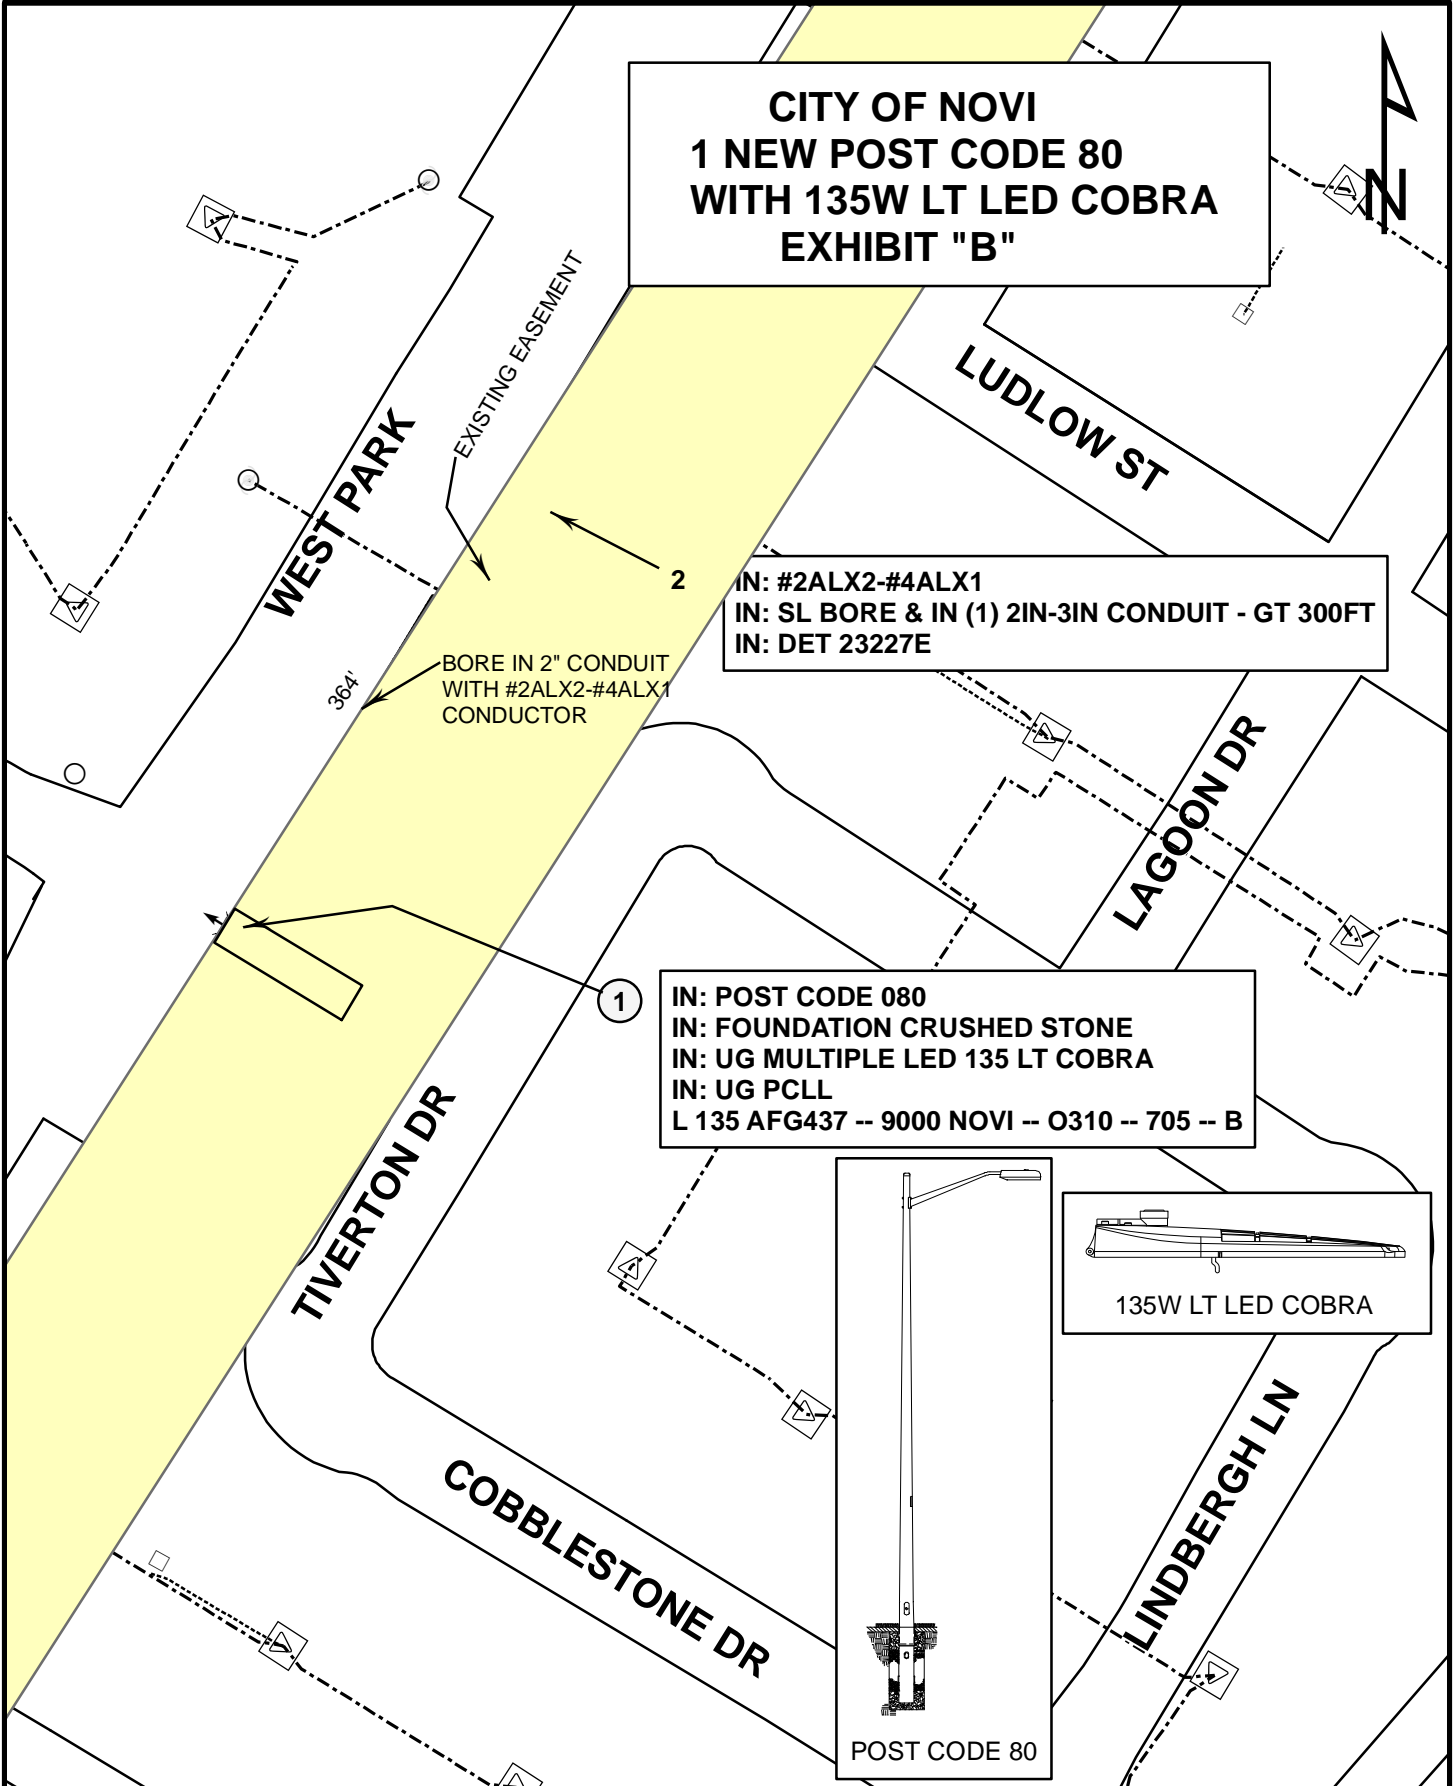 CITY OF NOVI
1 NEW POST CODE 80
WITH 135W LT LED COBRA
EXHIBIT "B"
N
EXISTING EASEMENT
LUDLOW ST
WEST PARK
2
IN: #2ALX2-#4ALX1
IN: SL BORE & IN (1) 2IN-3IN CONDUIT - GT 300FT
IN: DET 23227E
BORE IN 2" CONDUIT
WITH #2ALX2-#4ALX1
CONDUCTOR
364'
LAGOON DR
1
IN: POST CODE 080
IN: FOUNDATION CRUSHED STONE
IN: UG MULTIPLE LED 135 LT COBRA
IN: UG PCLL
L 135 AFG437 -- 9000 NOVI -- O310 -- 705 -- B
TIVERTON DR
135W LT LED COBRA
LINDBERGH LN
COBBLESTONE DR
POST CODE 80